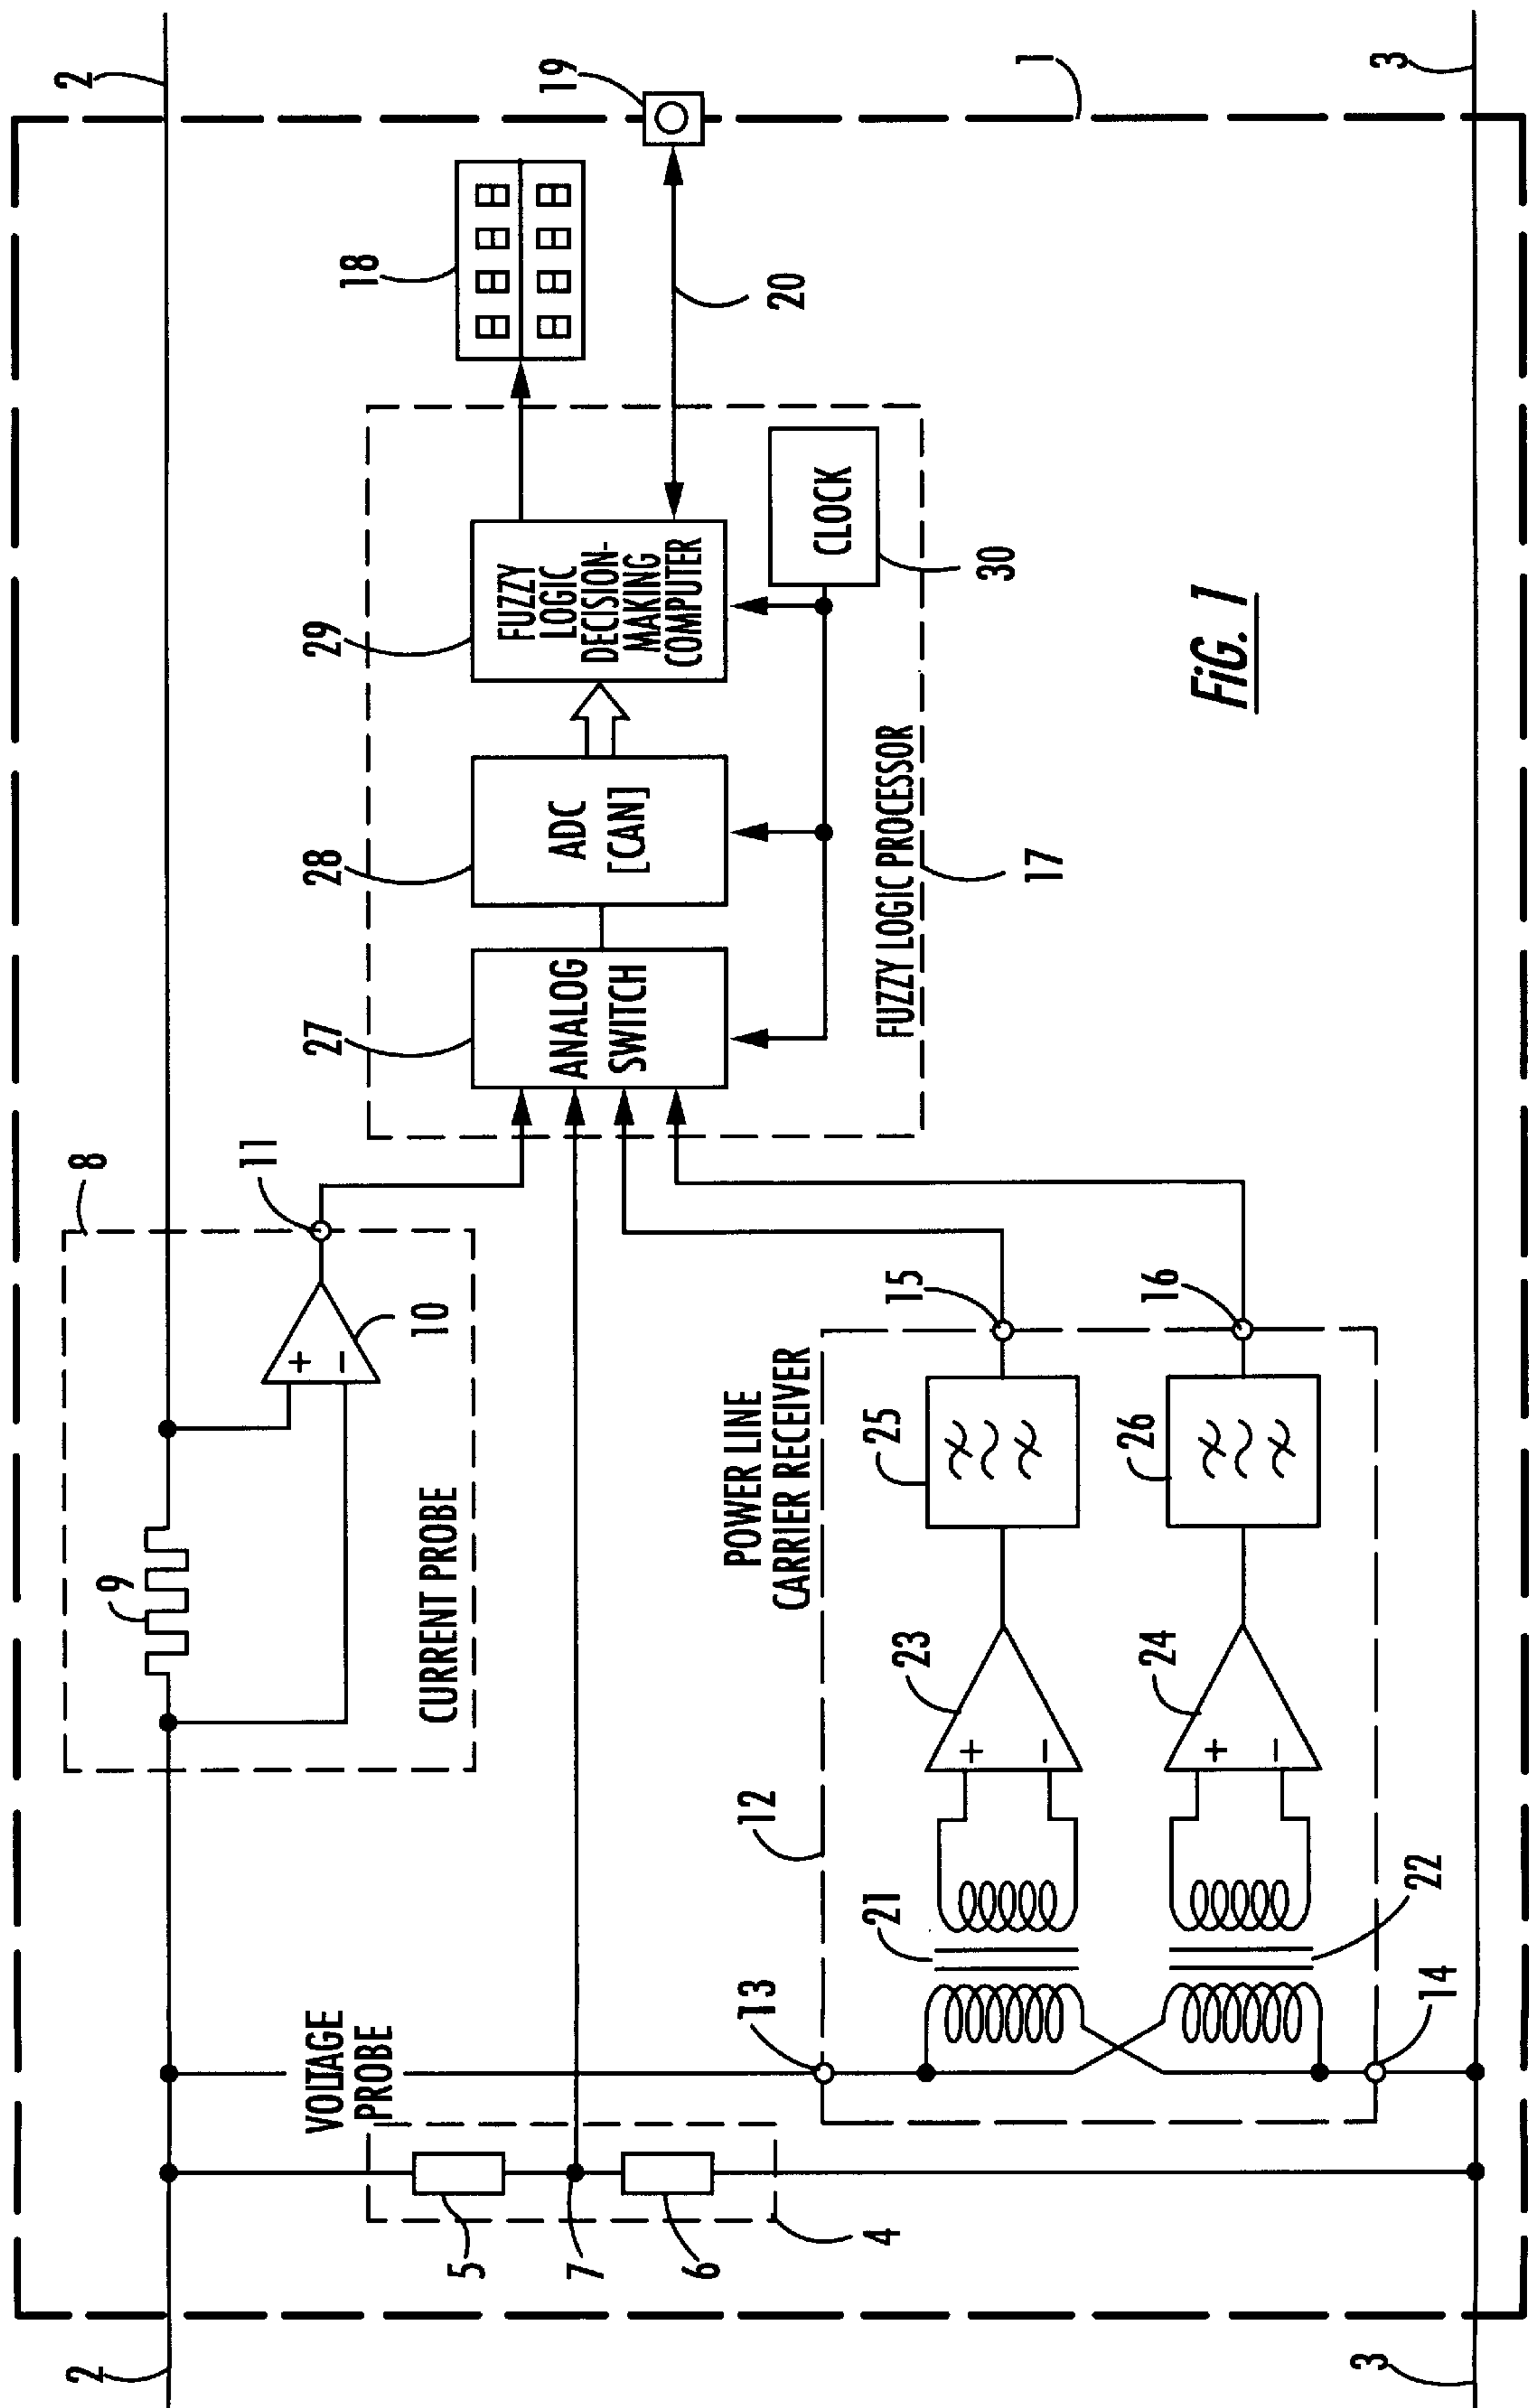 2
2
3
3
1
8
9
10
11
CURRENT PROBE
VOLTAGE
PROBE
5
7
6
4
12
13
14
POWER LINE
CARRIER RECEIVER
21
22
23
+
−
24
+
−
25
26
15
16
+
−
27
ANALOG
SWITCH
28
ADC
[CAN]
29
FUZZY
LOGIC
DECISION-
MAKING
COMPUTER
CLOCK
30
FUZZY LOGIC PROCESSOR
17
18
19
20
FiG. 1